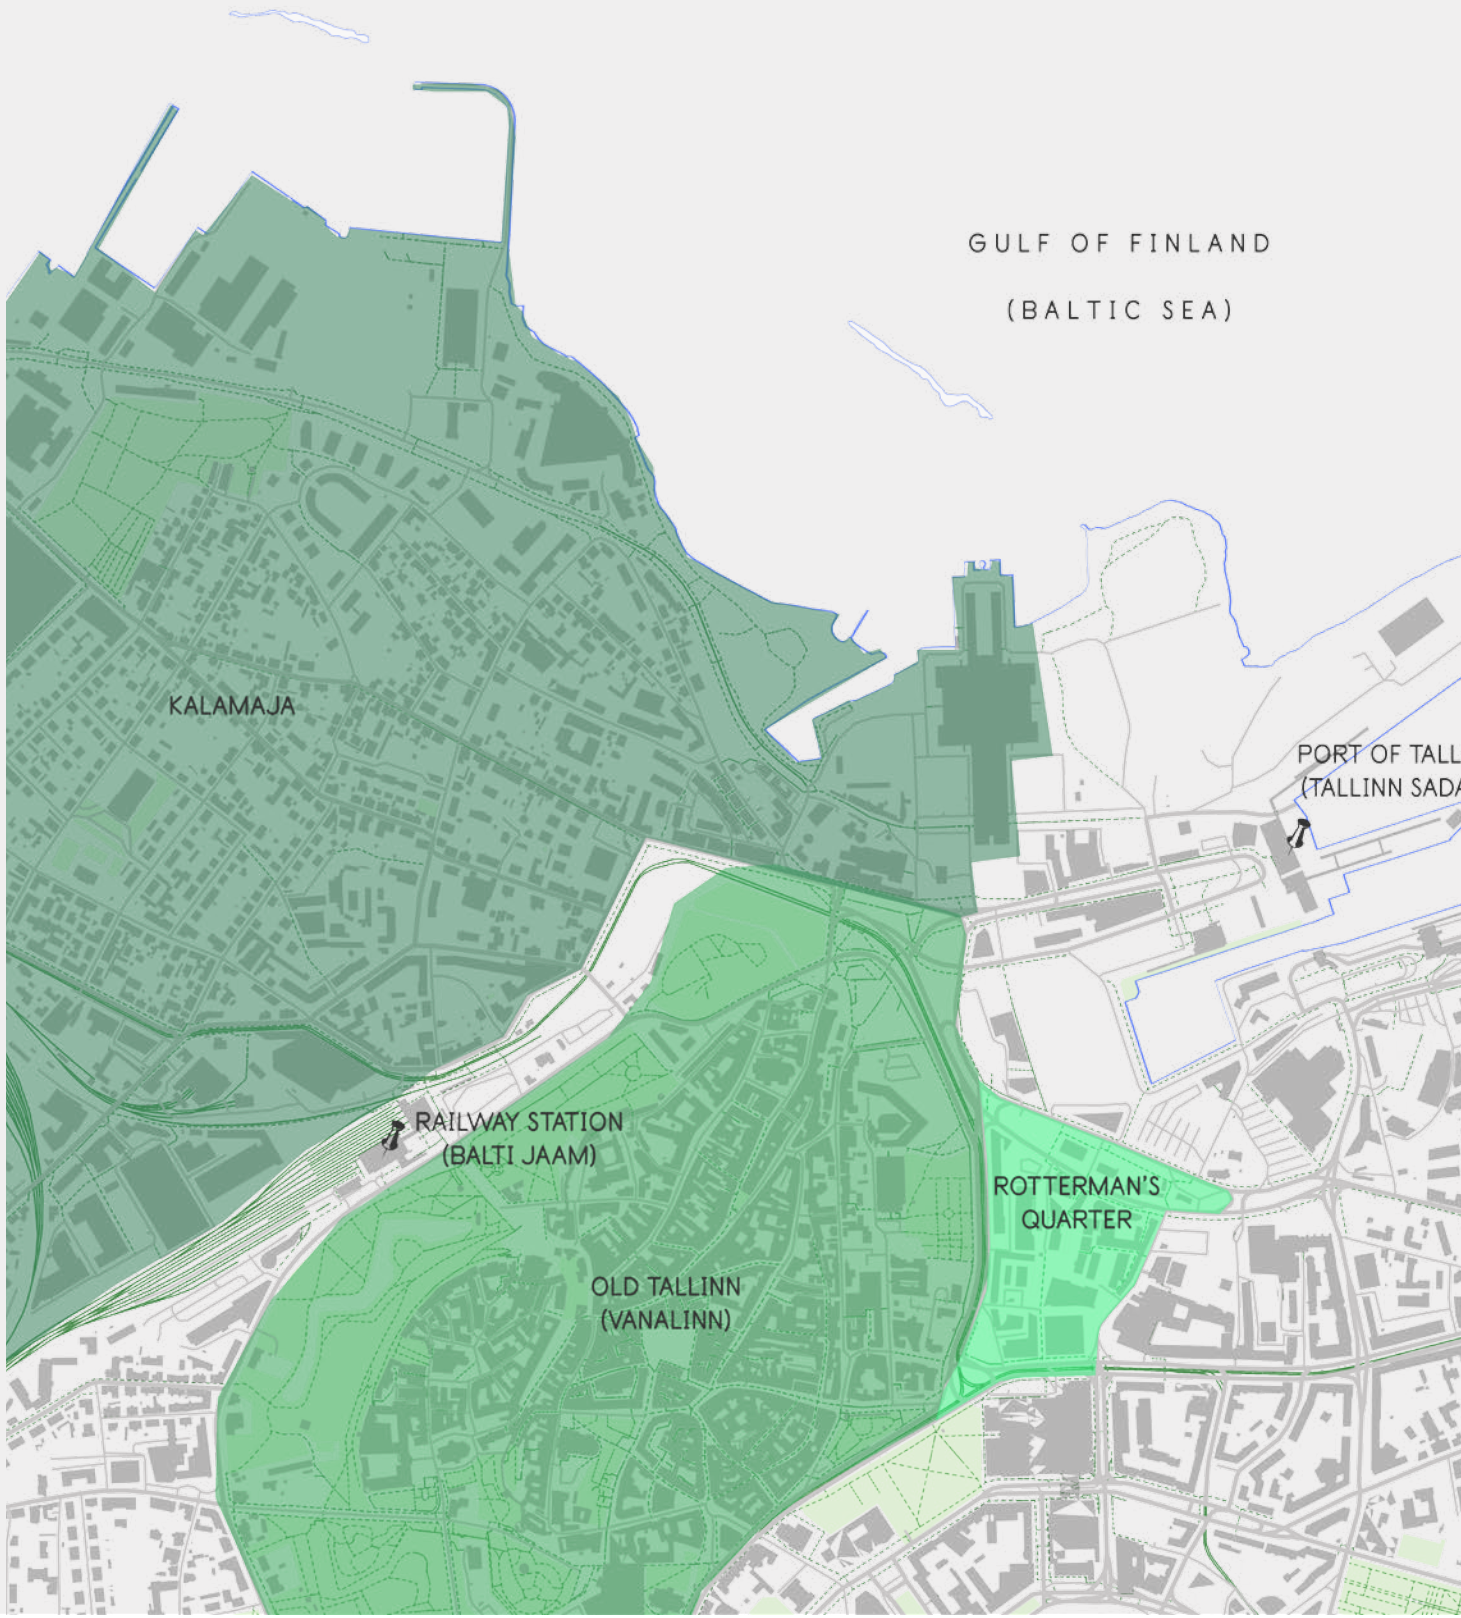 GULF OF FINLAND
(BALTIC SEA)
KALAMAJA
PORT OF TALL
(TALLINN SADA
RAILWAY STATION
(BALTI JAAM)
ROTTERMAN'S
QUARTER
OLD TALLINN
(VANALINN)